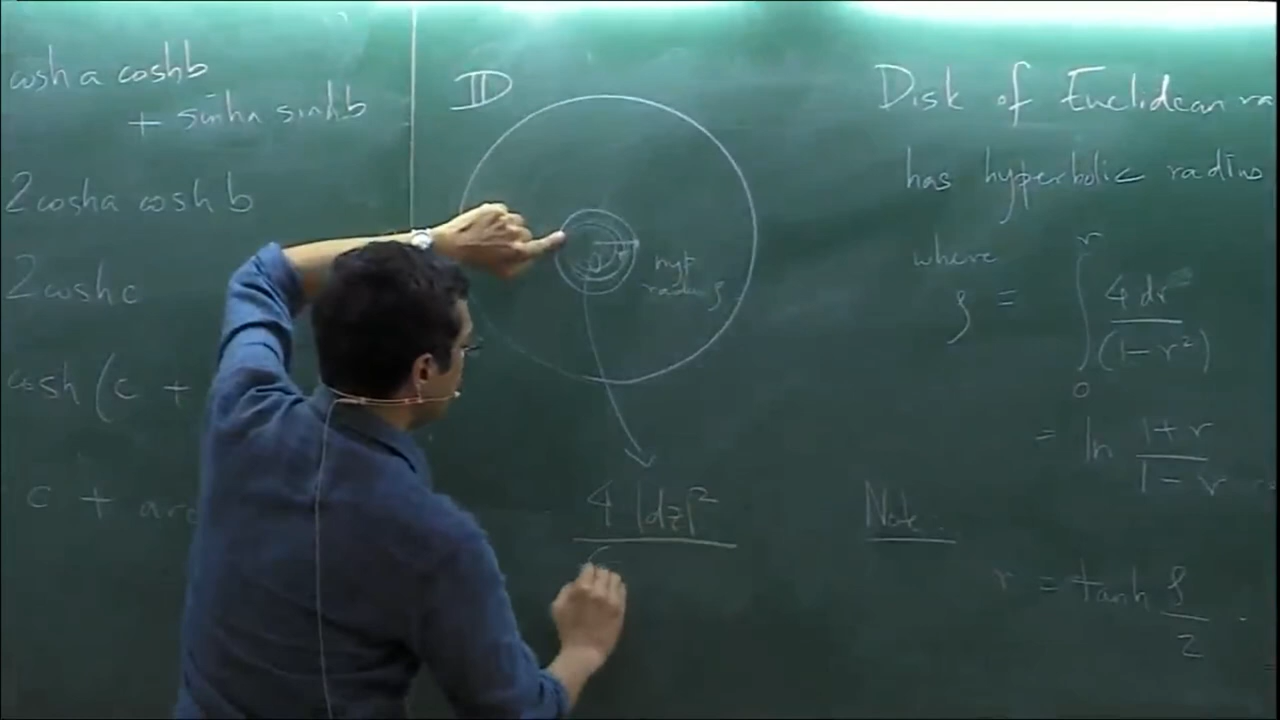 cosh a cosh b
+ sinh a sinh b
2 cosh a cosh b
2 cosh c
cosh (c +
c +
𝔻
hyp
radius ρ
4 |dz|²
Disk of Euclidean ra
has hyperbolic radius
where
ρ = ∫₀ʳ 4 dr / (1 - r²)
= ln (1 + r) / (1 - r)
Note.
r = tanh ρ/2 .